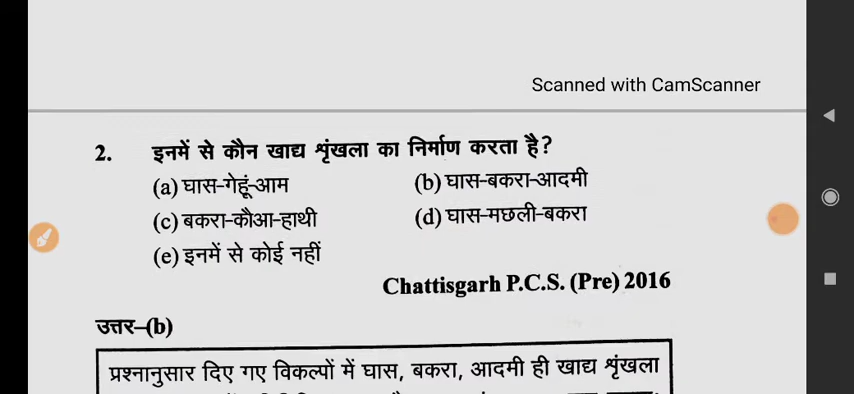 Scanned with CamScanner
2. इनमें से कौन खाद्य शृंखला का निर्माण करता है?
(a) घास-गेहूं-आम (b) घास-बकरा-आदमी
(c) बकरा-कौआ-हाथी (d) घास-मछली-बकरा
(e) इनमें से कोई नहीं
Chattisgarh P.C.S. (Pre) 2016
उत्तर–(b)
प्रश्नानुसार दिए गए विकल्पों में घास, बकरा, आदमी ही खाद्य शृंखला